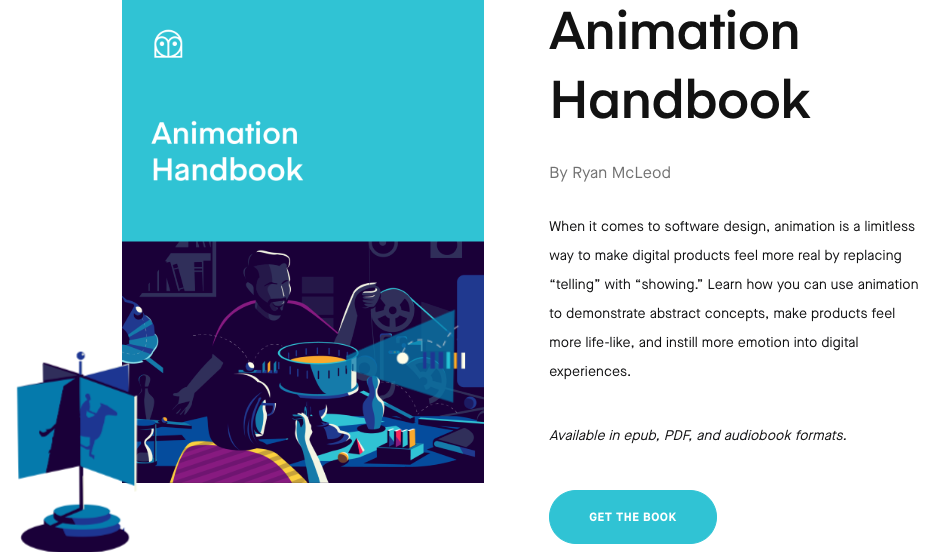 Animation
Handbook
Animation
Handbook
By Ryan McLeod
When it comes to software design, animation is a limitless
way to make digital products feel more real by replacing
“telling” with “showing.” Learn how you can use animation
to demonstrate abstract concepts, make products feel
more life-like, and instill more emotion into digital
experiences.
Available in epub, PDF, and audiobook formats.
GET THE BOOK